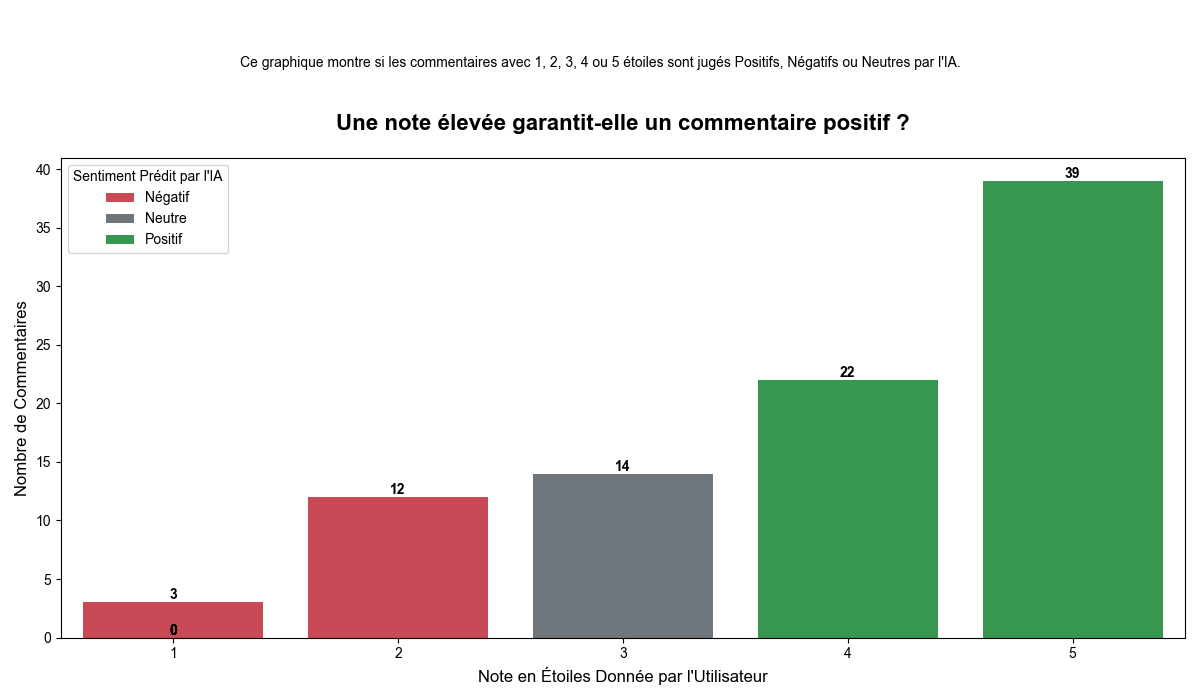 Ce graphique montre si les commentaires avec 1, 2, 3, 4 ou 5 étoiles sont jugés Positifs, Négatifs ou Neutres par l'IA.
Une note élevée garantit-elle un commentaire positif ?
Sentiment Prédit par l'IA
Négatif
Neutre
Positif
Nombre de Commentaires
40
35
30
25
20
15
10
5
0
3
0
12
14
22
39
1
2
3
4
5
Note en Étoiles Donnée par l'Utilisateur